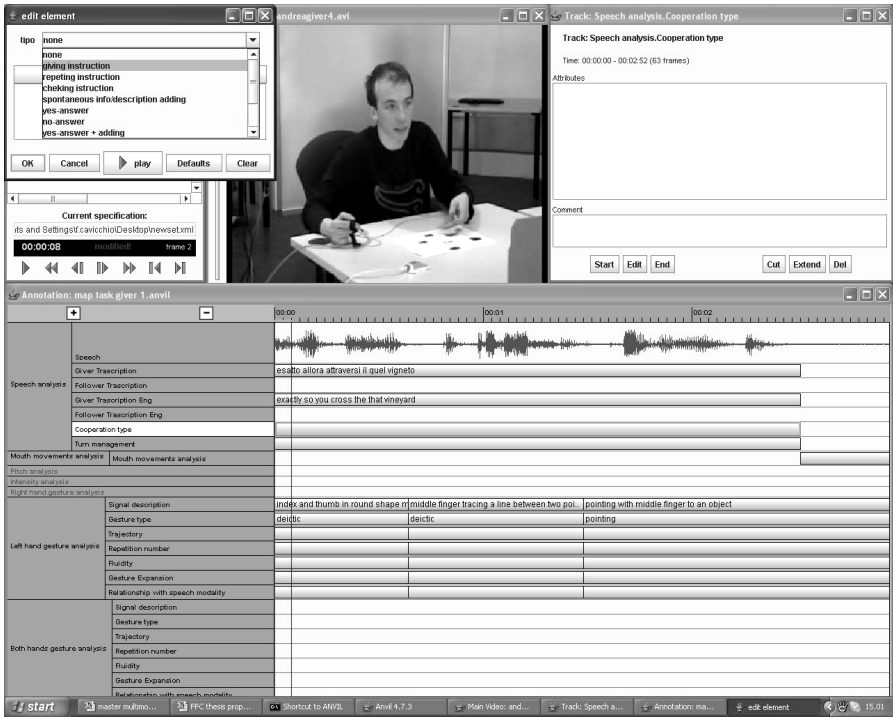 edit element
tipo none
none
giving instruction
repeting instruction
cheking istruction
spontaneous info/description adding
yes-answer
no-answer
yes-answer + adding
OK Cancel play Defaults Clear
andreagiver4.avi
Track: Speech analysis.Cooperation type
Track: Speech analysis.Cooperation type
Time: 00:00:00 - 00:02:52 (63 frames)
Attributes
Comment
Start Edit End Cut Extend Del
Current specification:
its and Settings\f.cavicchio\Desktop\newset.xml
00:00:08 modified! frame 2
Annotation: map task giver 1.anvil
00:00 00:01 00:02
Speech analysis
Speech
Giver Trascription esatto allora attraversi il quel vigneto
Follower Trascription
Giver Trascription Eng exactly so you cross the that vineyard
Follower Trascription Eng
Cooperation type
Turn management
Mouth movements analysis Mouth movements analysis
Pitch analysis
Intensity analysis
Right hand gesture analysis
Left hand gesture analysis
Signal description index and thumb in round shape m middle finger tracing a line between two poi.. pointing with middle finger to an object
Gesture type deictic deictic pointing
Trajectory
Repetition number
Fluidity
Gesture Expansion
Relationship with speech modality
Both hands gesture analysis
Signal description
Gesture type
Trajectory
Repetition number
Fluidity
Gesture Expansion
Relationship with speech modality
start master multimo... FFC thesis prop... Shortcut to ANVIL Anvil 4.7.3 Main Video: and... Track: Speech a... Annotation: ma... edit element 15.01